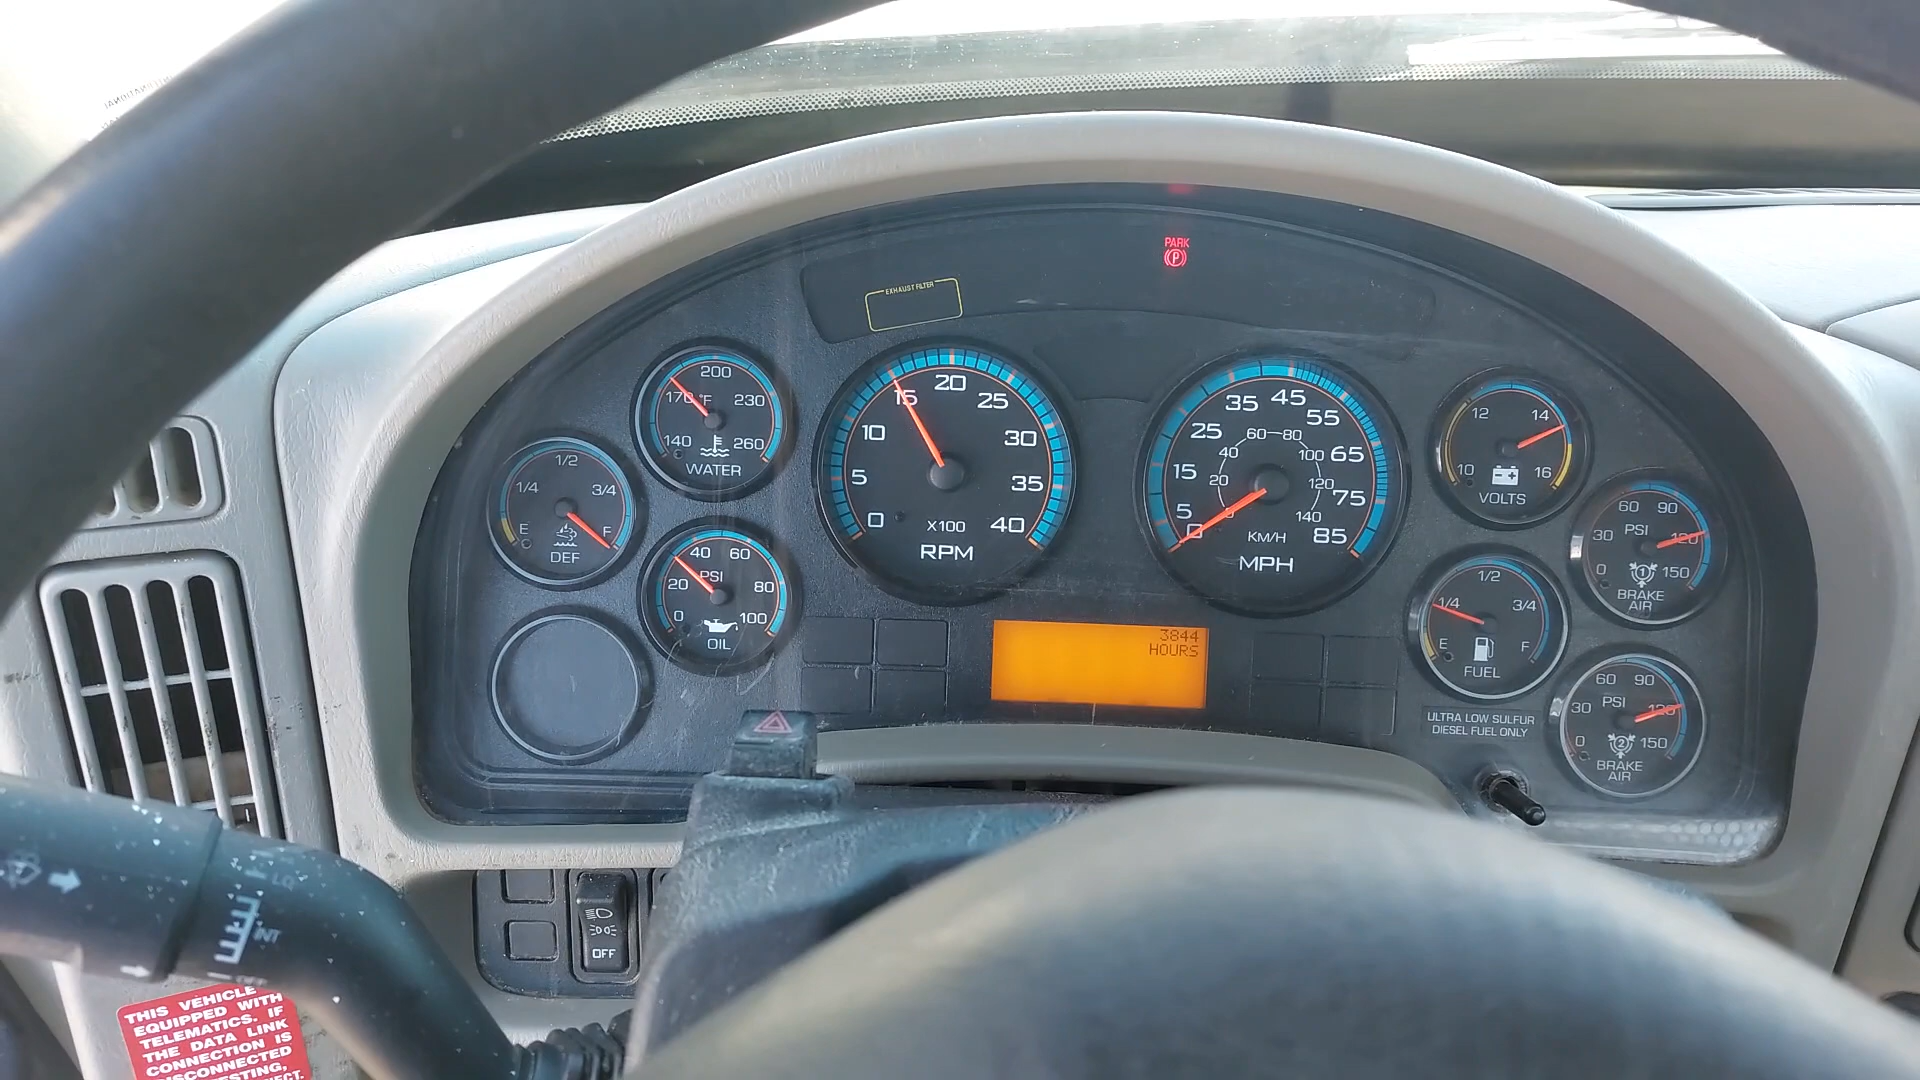 PARK
P
EXHAUST FILTER
140
170
°F
200
230
260
WATER
E
1/4
1/2
3/4
F
DEF
0
20
40
60
80
100
PSI
OIL
0
5
10
15
20
25
30
35
40
X100
RPM
0
5
15
25
35
45
55
65
75
85
0
20
40
60
80
100
120
140
KM/H
MPH
10
12
14
16
VOLTS
E
1/4
1/2
3/4
F
FUEL
0
30
60
90
120
150
PSI
1
BRAKE
AIR
0
30
60
90
120
150
PSI
2
BRAKE
AIR
3844
HOURS
ULTRA LOW SULFUR
DIESEL FUEL ONLY
OFF
LO
INT
THIS VEHICLE
EQUIPPED WITH
TELEMATICS. IF
THE DATA LINK
CONNECTION IS
DISCONNECTED